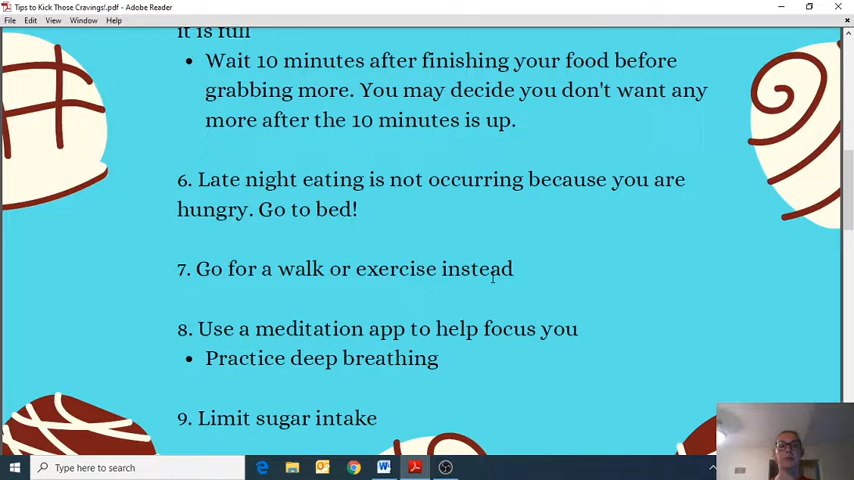 Tips to Kick Those Cravings!.pdf - Adobe Reader
File Edit View Window Help
it is full
• Wait 10 minutes after finishing your food before
grabbing more. You may decide you don't want any
more after the 10 minutes is up.
6. Late night eating is not occurring because you are
hungry. Go to bed!
7. Go for a walk or exercise instead
8. Use a meditation app to help focus you
• Practice deep breathing
9. Limit sugar intake
Type here to search